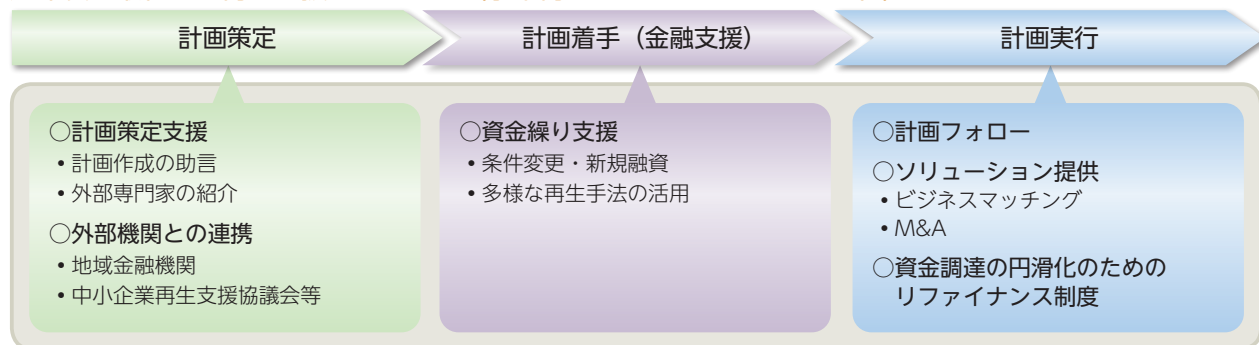 計画策定
計画着手（金融支援）
計画実行
○計画策定支援
• 計画作成の助言
• 外部専門家の紹介
○外部機関との連携
• 地域金融機関
• 中小企業再生支援協議会等
○資金繰り支援
• 条件変更・新規融資
• 多様な再生手法の活用
○計画フォロー
○ソリューション提供
• ビジネスマッチング
• M&A
○資金調達の円滑化のための
リファイナンス制度